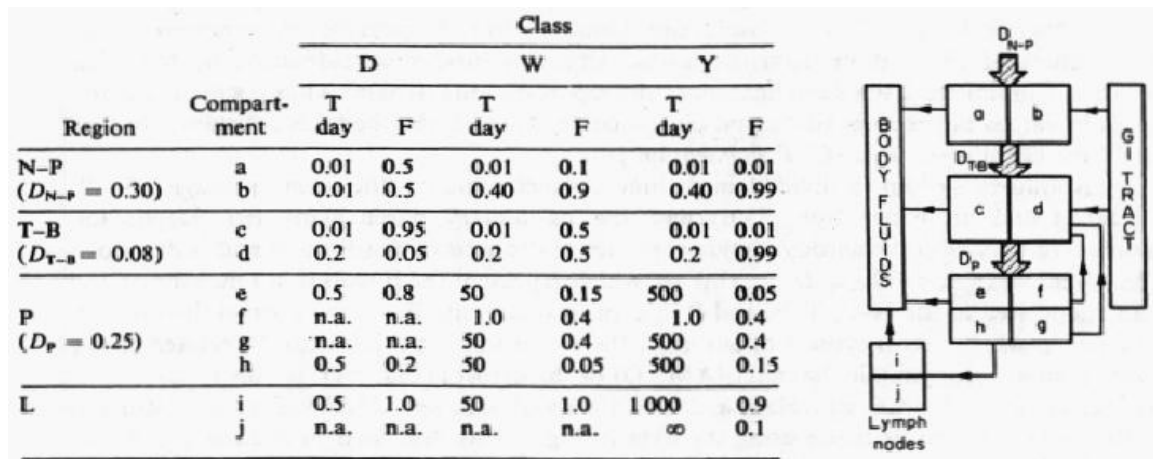 Class
D W Y
Compart- T T T
Region ment day F day F day F
N–P a 0.01 0.5 0.01 0.1 0.01 0.01
(D_N–P = 0.30) b 0.01 0.5 0.40 0.9 0.40 0.99
T–B c 0.01 0.95 0.01 0.5 0.01 0.01
(D_T–B = 0.08) d 0.2 0.05 0.2 0.5 0.2 0.99
e 0.5 0.8 50 0.15 500 0.05
P f n.a. n.a. 1.0 0.4 1.0 0.4
(D_P = 0.25) g n.a. n.a. 50 0.4 500 0.4
h 0.5 0.2 50 0.05 500 0.15
L i 0.5 1.0 50 1.0 1000 0.9
j n.a. n.a. n.a. n.a. ∞ 0.1
D_N–P
BODY FLUIDS
a b
D_T–B
c d
D_P
e f
h g
GI TRACT
i
j
Lymph
nodes